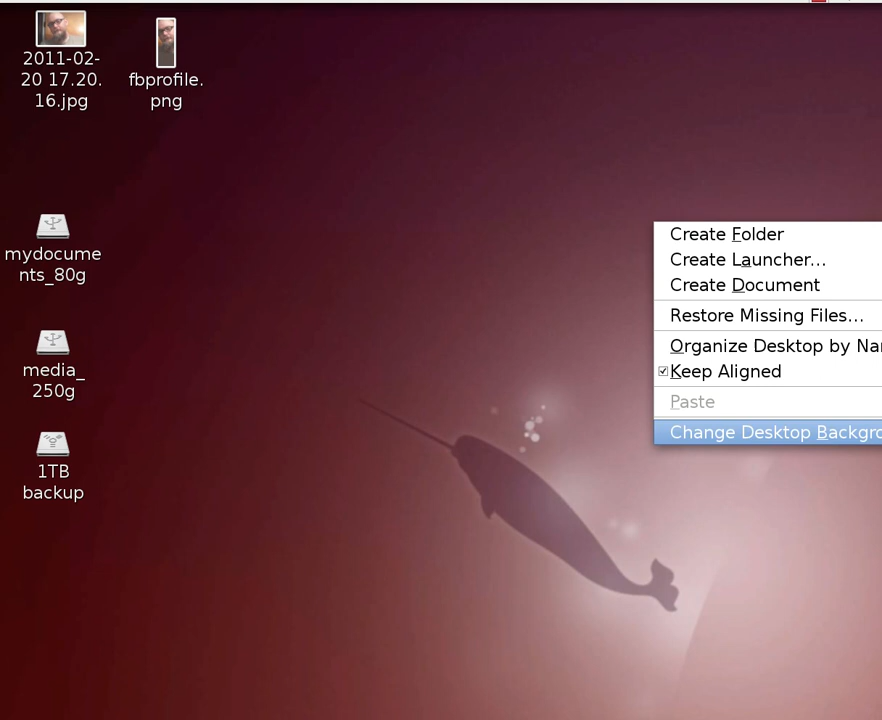 2011-02-
20 17.20.
16.jpg
fbprofile.
png
mydocume
nts_80g
media_
250g
1TB
backup
Create Folder
Create Launcher...
Create Document
Restore Missing Files...
Organize Desktop by Na
Keep Aligned
Paste
Change Desktop Backgro